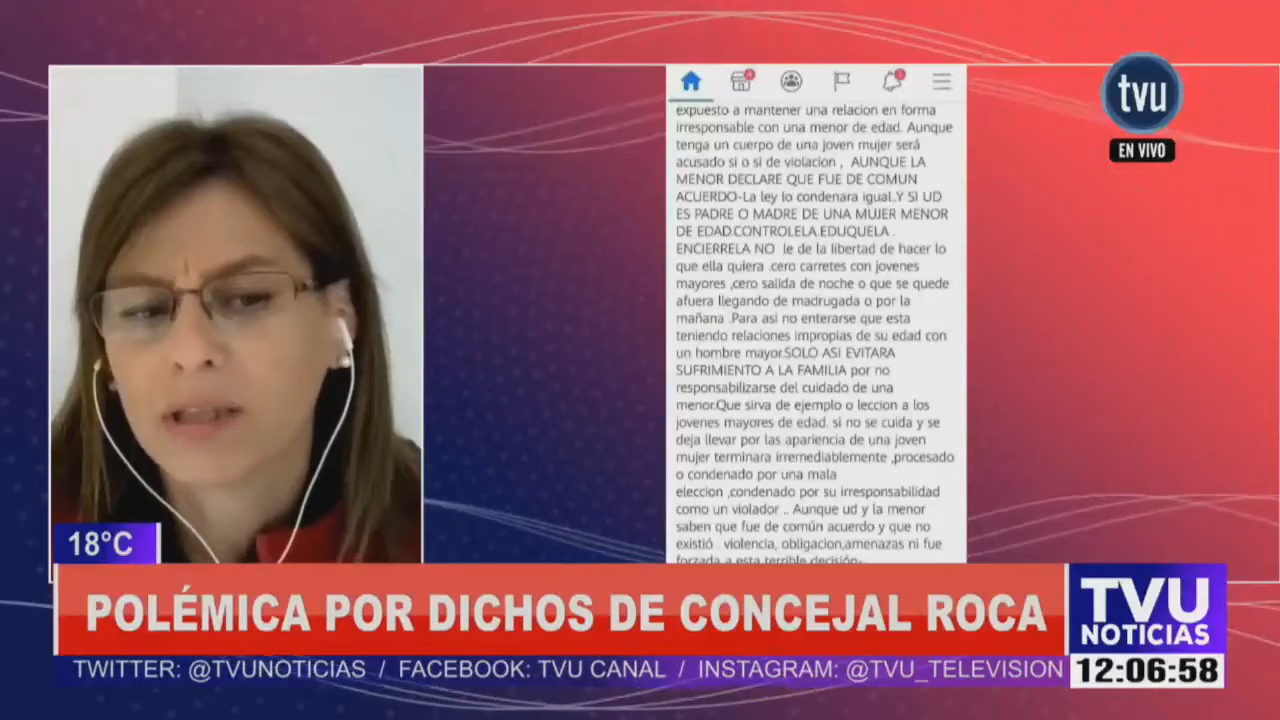 tvu
EN VIVO
4
5
expuesto a mantener una relacion en forma
irresponsable con una menor de edad. Aunque
tenga un cuerpo de una joven mujer será
acusado si o si de violacion , AUNQUE LA
MENOR DECLARE QUE FUE DE COMUN
ACUERDO-La ley lo condenara igual.Y SI UD
ES PADRE O MADRE DE UNA MUJER MENOR
DE EDAD.CONTROLELA EDUQUELA .
ENCIERRELA NO le de la libertad de hacer lo
que ella quiera .cero carretes con jovenes
mayores ,cero salida de noche o que se quede
afuera llegando de madrugada o por la
mañana .Para asi no enterarse que esta
teniendo relaciones impropias de su edad con
un hombre mayor.SOLO ASI EVITARA
SUFRIMIENTO A LA FAMILIA por no
responsabilizarse del cuidado de una
menor.Que sirva de ejemplo o leccion a los
jovenes mayores de edad. si no se cuida y se
deja llevar por las apariencia de una joven
mujer terminara irremediablemente ,procesado
o condenado por una mala
eleccion ,condenado por su irresponsabilidad
como un violador .. Aunque ud y la menor
saben que fue de común acuerdo y que no
existió violencia, obligacion,amenazas ni fue
forzada a esta terrible decisión-
18°C
POLÉMICA POR DICHOS DE CONCEJAL ROCA
TVU
NOTICIAS
TWITTER: @TVUNOTICIAS / FACEBOOK: TVU CANAL / INSTAGRAM: @TVU_TELEVISION
12:06:58